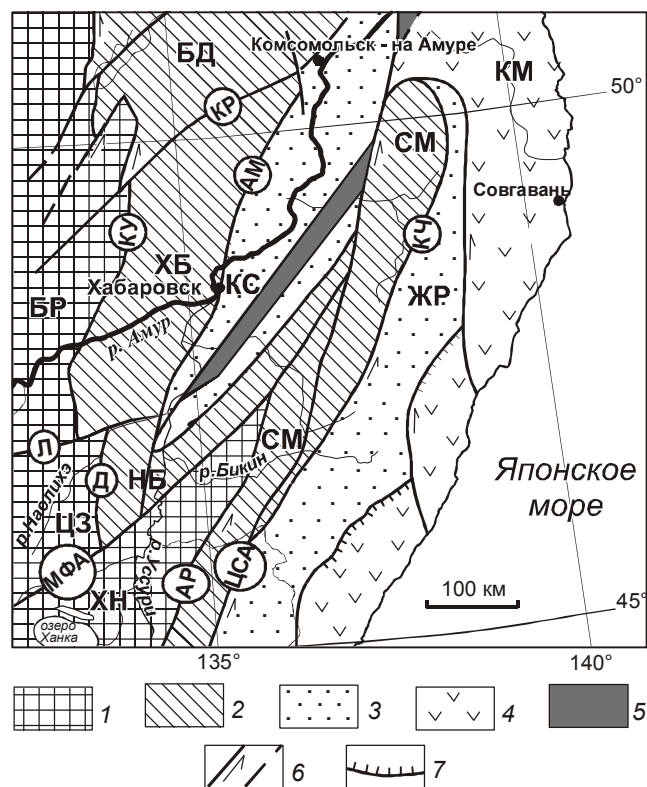 БД
Комсомольск - на Амуре
КМ
50°
КР
СМ
АМ
Совгавань
КУ
КЧ
ХБ
КС
Хабаровск
ЖР
БР
р. Амур
СМ
Л
р.Бикин
Японское
море
Д
НБ
р.Наолихэ
ЦЗ
МФА
р.Уссури
ЦСА
АР
100 км
ХН
45°
озеро
Ханка
135°
140°
1 2 3 4 5
6 7